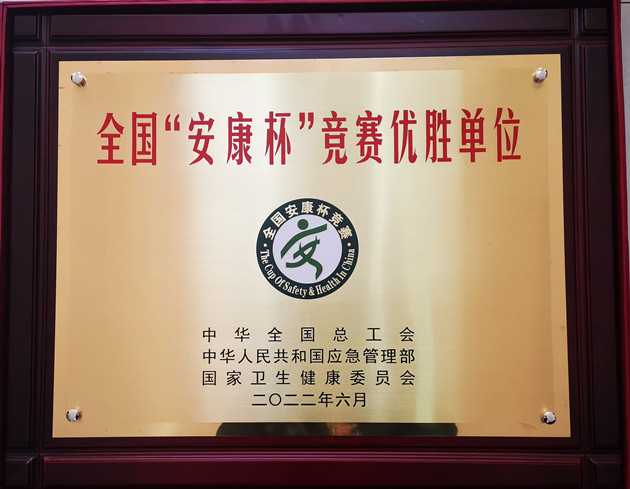 全国“安康杯”竞赛优胜单位
·全国安康杯竞赛·
The Cup Of Safety & Health In China
中华全国总工会
中华人民共和国应急管理部
国家卫生健康委员会
二〇二二年六月